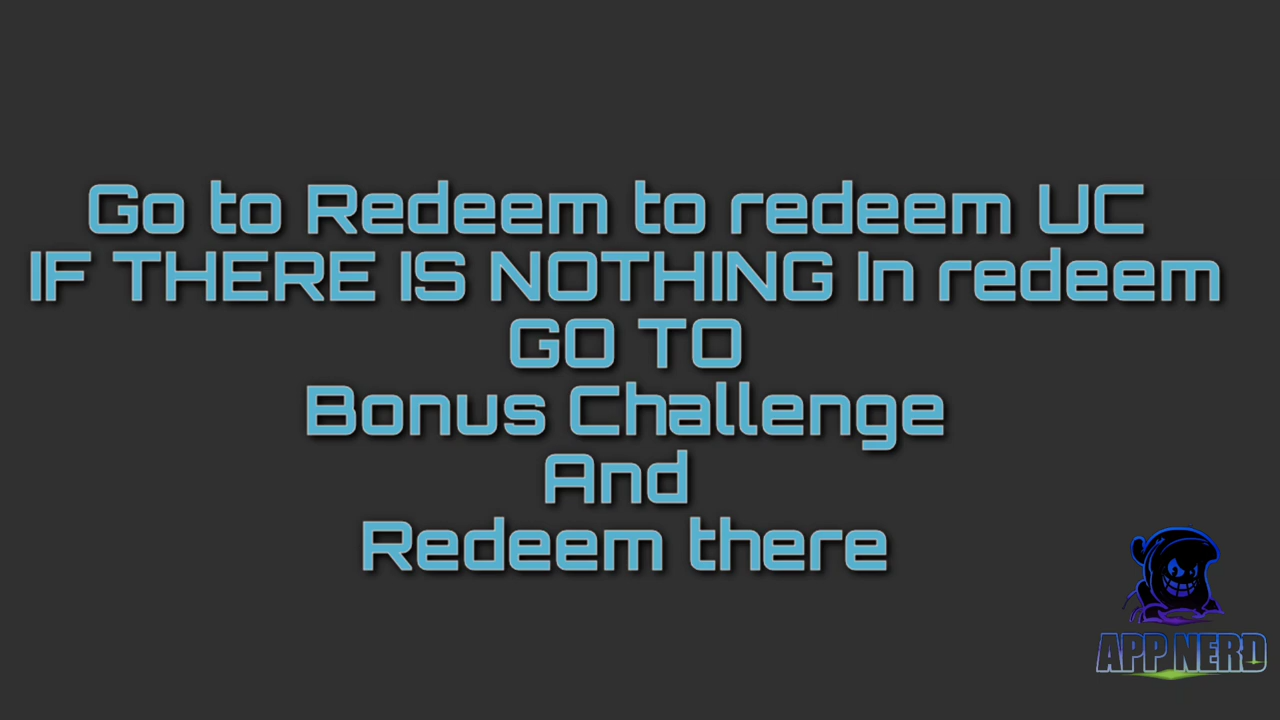 Go to Redeem to redeem UC
IF THERE IS NOTHING In redeem
GO TO
Bonus Challenge
And
Redeem there
APP NERD